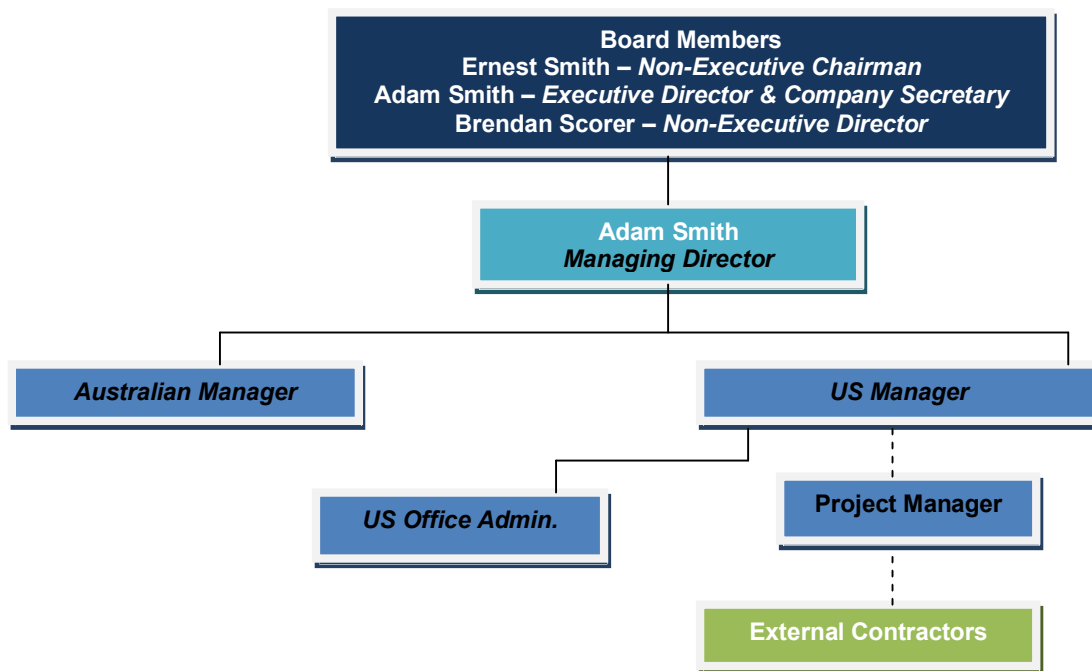 Board Members
Ernest Smith – Non-Executive Chairman
Adam Smith – Executive Director & Company Secretary
Brendan Scorer – Non-Executive Director
Adam Smith
Managing Director
Australian Manager
US Manager
US Office Admin.
Project Manager
External Contractors